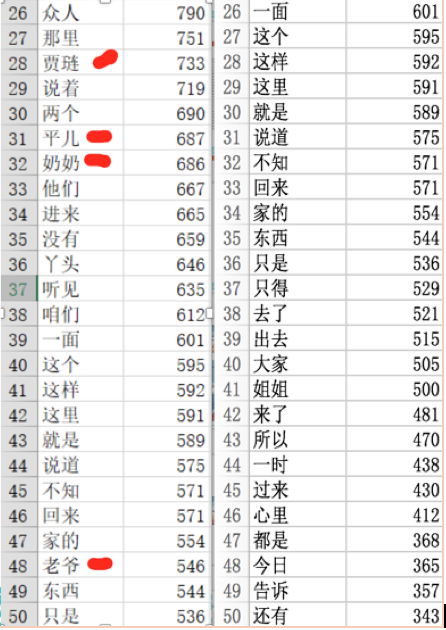 26 众人 790 26 一面 601
27 那里 751 27 这个 595
28 贾琏 733 28 这样 592
29 说着 719 29 这里 591
30 两个 690 30 就是 589
31 平儿 687 31 说道 575
32 奶奶 686 32 不知 571
33 他们 667 33 回来 571
34 进来 665 34 家的 554
35 没有 659 35 东西 544
36 丫头 646 36 只是 536
37 听见 635 37 只得 529
38 咱们 612 38 去了 521
39 一面 601 39 出去 515
40 这个 595 40 大家 505
41 这样 592 41 姐姐 500
42 这里 591 42 来了 481
43 就是 589 43 所以 470
44 说道 575 44 一时 438
45 不知 571 45 过来 430
46 回来 571 46 心里 412
47 家的 554 47 都是 368
48 老爷 546 48 今日 365
49 东西 544 49 告诉 357
50 只是 536 50 还有 343